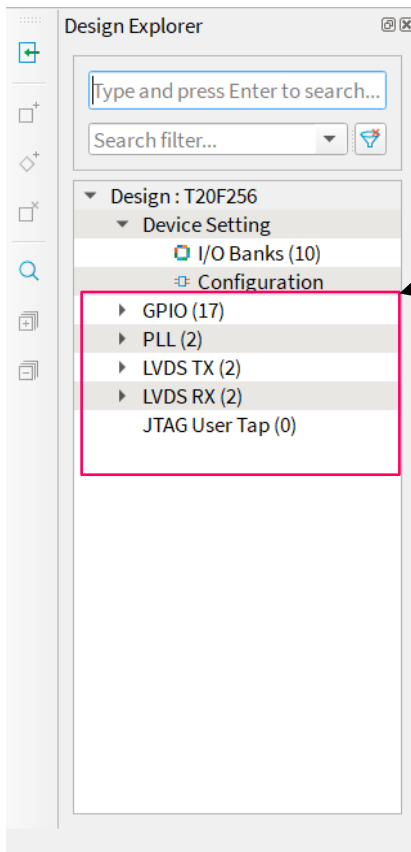 Design Explorer
Type and press Enter to search...
Search filter...
Design : T20F256
Device Setting
I/O Banks (10)
Configuration
GPIO (17)
PLL (2)
LVDS TX (2)
LVDS RX (2)
JTAG User Tap (0)